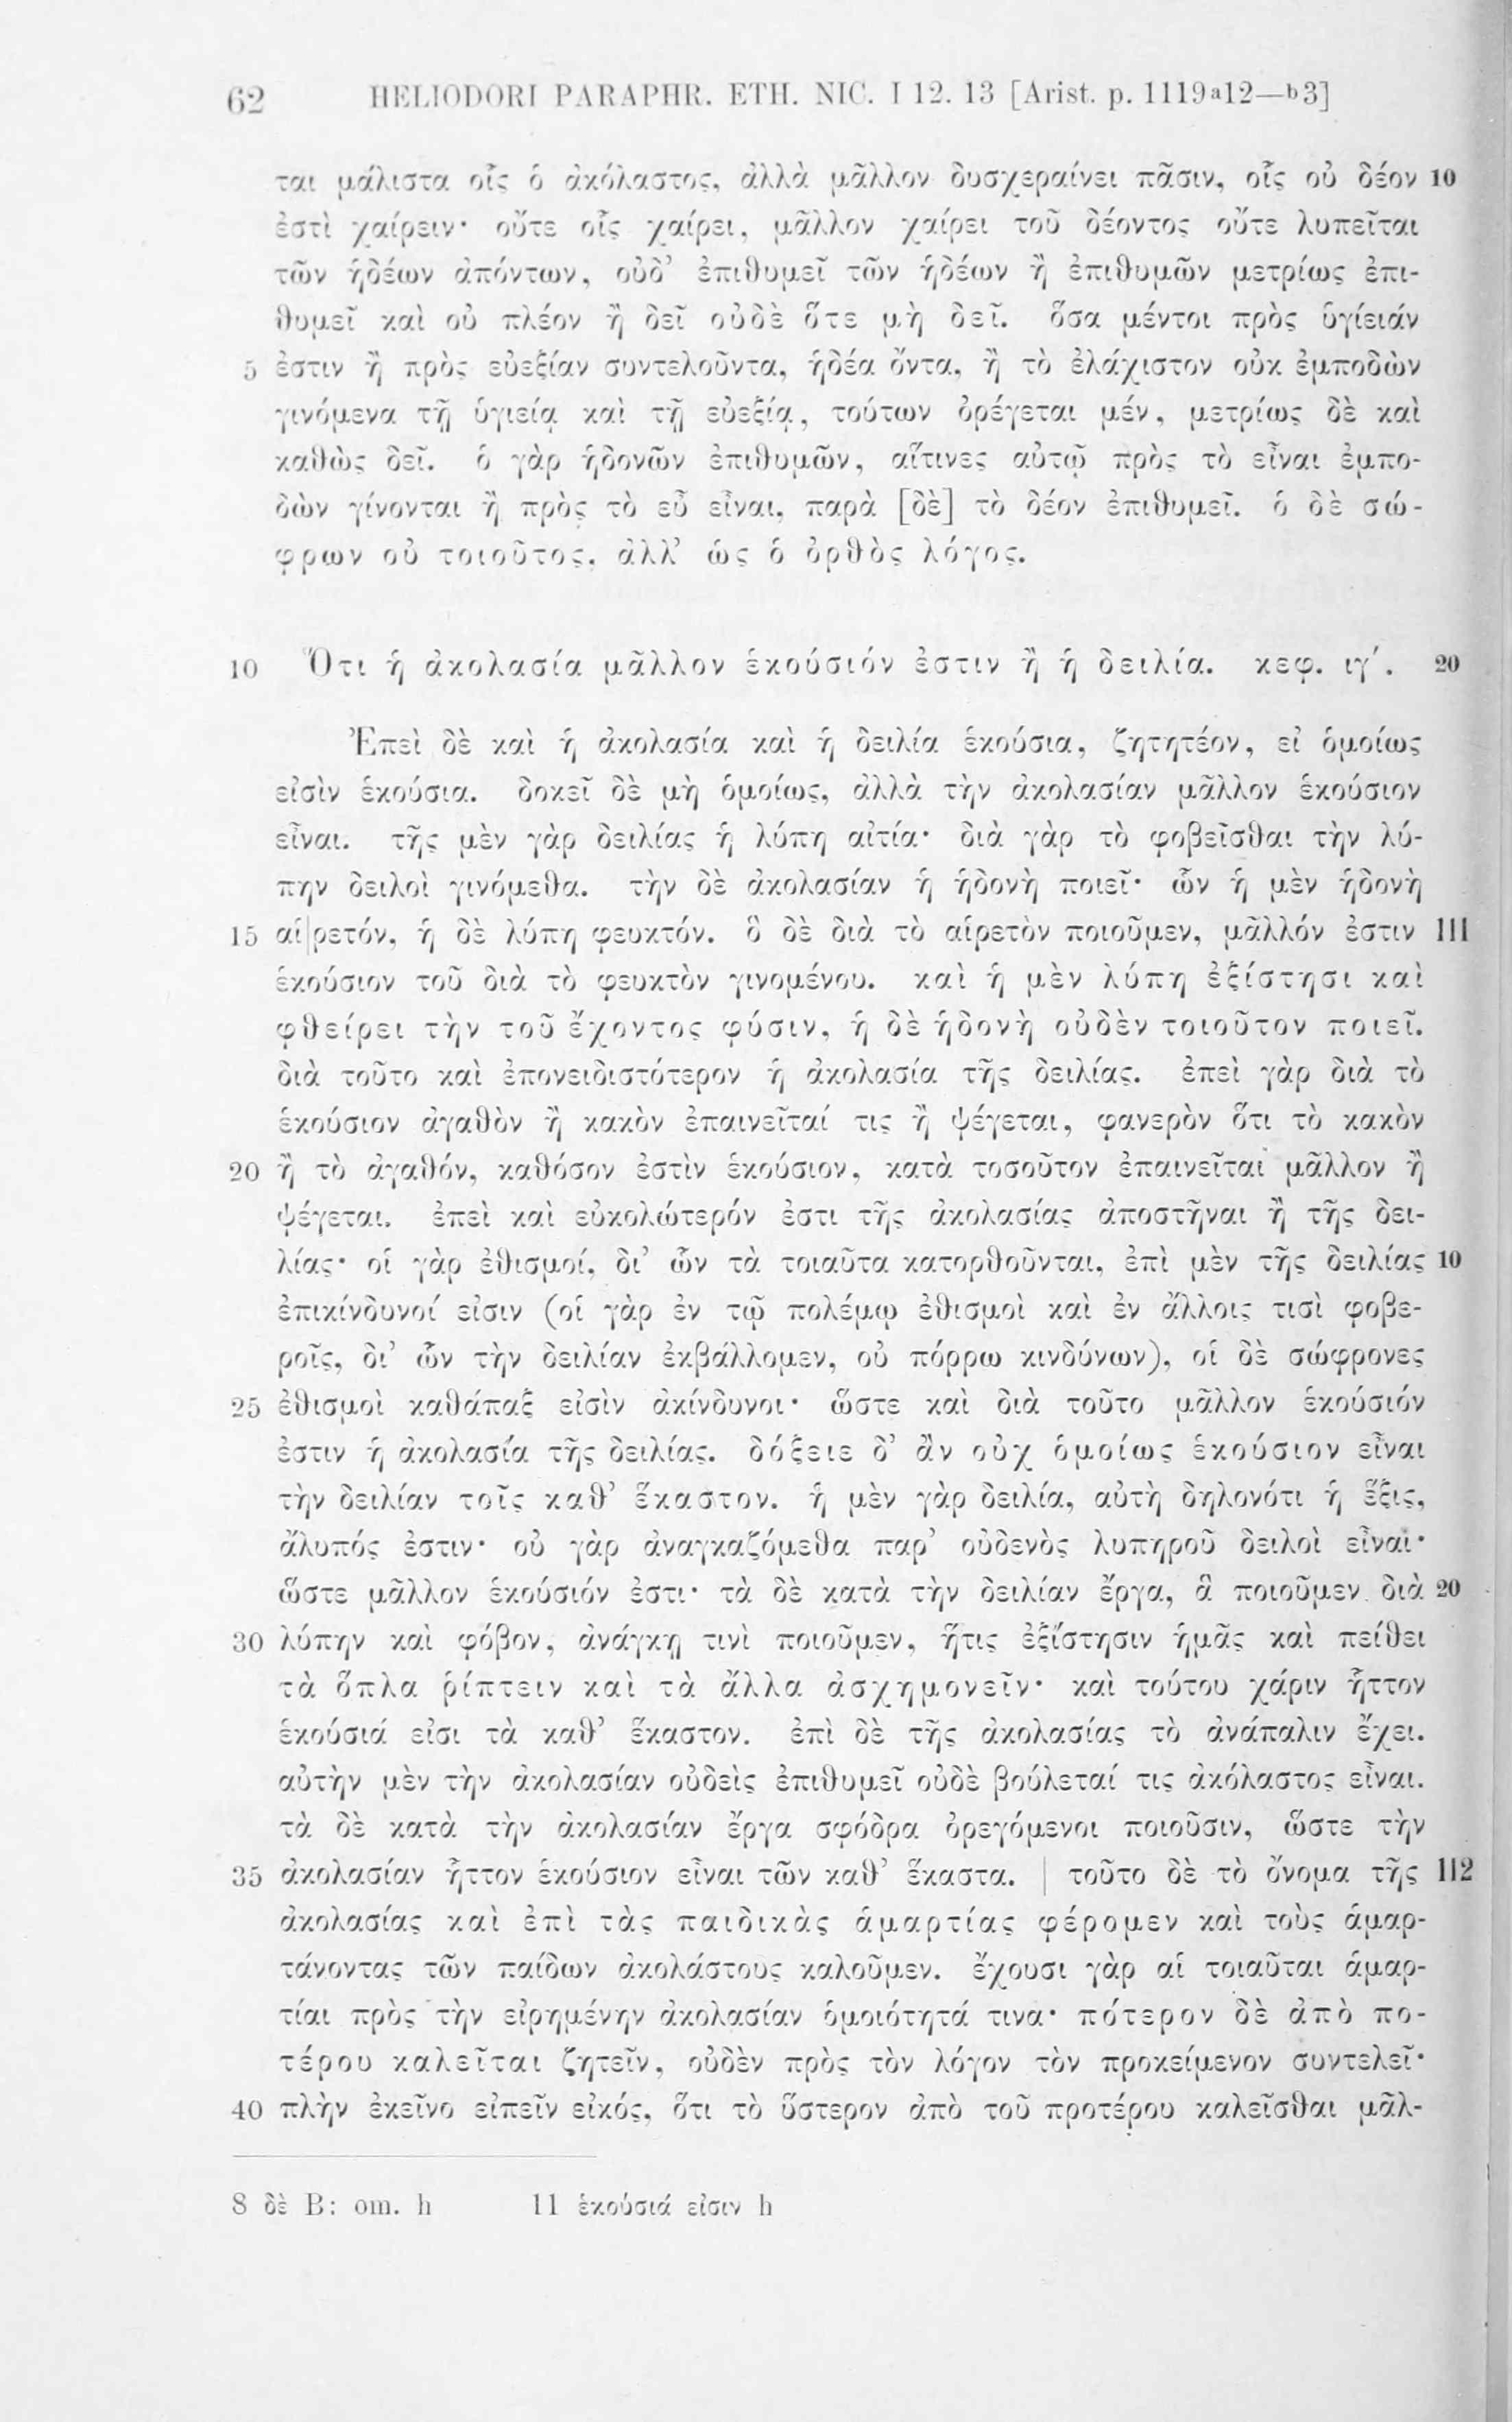 62 HELIODORI PARAPHR. ETH. NIC. I 12. 13 [Arist. p. 1119ᵃ12—ᵇ3]
ται μάλιστα οἷς ὁ ἀκόλαστος, ἀλλὰ μᾶλλον δυσχεραίνει πᾶσιν, οἷς οὐ δέον 10
ἐστὶ χαίρειν· οὔτε οἷς χαίρει, μᾶλλον χαίρει τοῦ δέοντος οὔτε λυπεῖται
τῶν ἡδέων ἀπόντων, οὐδ’ ἐπιθυμεῖ τῶν ἡδέων ἢ ἐπιθυμῶν μετρίως ἐπι-
θυμεῖ καὶ οὐ πλέον ἢ δεῖ οὐδὲ ὅτε μὴ δεῖ. ὅσα μέντοι πρὸς ὑγίειάν
5 ἐστιν ἢ πρὸς εὐεξίαν συντελοῦντα, ἡδέα ὄντα, ἢ τὸ ἐλάχιστον οὐκ ἐμποδὼν
γινόμενα τῇ ὑγιείᾳ καὶ τῇ εὐεξίᾳ, τούτων ὀρέγεται μέν, μετρίως δὲ καὶ
καθὼς δεῖ. ὁ γὰρ ἡδονῶν ἐπιθυμῶν, αἵτινες αὐτῷ πρὸς τὸ εἶναι ἐμπο-
δὼν γίνονται ἢ πρὸς τὸ εὖ εἶναι, παρὰ [δὲ] τὸ δέον ἐπιθυμεῖ. ὁ δὲ σώ-
φρων οὐ τοιοῦτος, ἀλλ’ ὡς ὁ ὀρθὸς λόγος.
10 Ὅτι ἡ ἀκολασία μᾶλλον ἑκούσιόν ἐστιν ἢ ἡ δειλία. κεφ. ιγ′. 20
Ἐπεὶ δὲ καὶ ἡ ἀκολασία καὶ ἡ δειλία ἑκούσια, ζητητέον, εἰ ὁμοίως
εἰσὶν ἑκούσια. δοκεῖ δὲ μὴ ὁμοίως, ἀλλὰ τὴν ἀκολασίαν μᾶλλον ἑκούσιον
εἶναι. τῆς μὲν γὰρ δειλίας ἡ λύπη αἰτία· διὰ γὰρ τὸ φοβεῖσθαι τὴν λύ-
πην δειλοὶ γινόμεθα. τὴν δὲ ἀκολασίαν ἡ ἡδονὴ ποιεῖ· ὧν ἡ μὲν ἡδονὴ
15 αἱ|ρετόν, ἡ δὲ λύπη φευκτόν. ὃ δὲ διὰ τὸ αἱρετὸν ποιοῦμεν, μᾶλλόν ἐστιν 111
ἑκούσιον τοῦ διὰ τὸ φευκτὸν γινομένου. καὶ ἡ μὲν λύπη ἐξίστησι καὶ
φθείρει τὴν τοῦ ἔχοντος φύσιν, ἡ δὲ ἡδονὴ οὐδὲν τοιοῦτον ποιεῖ.
διὰ τοῦτο καὶ ἐπονειδιστότερον ἡ ἀκολασία τῆς δειλίας. ἐπεὶ γὰρ διὰ τὸ
ἑκούσιον ἀγαθὸν ἢ κακὸν ἐπαινεῖταί τις ἢ ψέγεται, φανερὸν ὅτι τὸ κακὸν
20 ἢ τὸ ἀγαθόν, καθόσον ἐστὶν ἑκούσιον, κατὰ τοσοῦτον ἐπαινεῖται μᾶλλον ἢ
ψέγεται. ἐπεὶ καὶ εὐκολώτερόν ἐστι τῆς ἀκολασίας ἀποστῆναι ἢ τῆς δει-
λίας· οἱ γὰρ ἐθισμοί, δι’ ὧν τὰ τοιαῦτα κατορθοῦνται, ἐπὶ μὲν τῆς δειλίας 10
ἐπικίνδυνοί εἰσιν (οἱ γὰρ ἐν τῷ πολέμῳ ἐθισμοὶ καὶ ἐν ἄλλοις τισὶ φοβε-
ροῖς, δι’ ὧν τὴν δειλίαν ἐκβάλλομεν, οὐ πόρρω κινδύνων), οἱ δὲ σώφρονες
25 ἐθισμοὶ καθάπαξ εἰσὶν ἀκίνδυνοι· ὥστε καὶ διὰ τοῦτο μᾶλλον ἑκούσιόν
ἐστιν ἡ ἀκολασία τῆς δειλίας. δόξειε δ’ ἂν οὐχ ὁμοίως ἑκούσιον εἶναι
τὴν δειλίαν τοῖς καθ’ ἕκαστον. ἡ μὲν γὰρ δειλία, αὐτὴ δηλονότι ἡ ἕξις,
ἄλυπός ἐστιν· οὐ γὰρ ἀναγκαζόμεθα παρ’ οὐδενὸς λυπηροῦ δειλοὶ εἶναι·
ὥστε μᾶλλον ἑκούσιόν ἐστι· τὰ δὲ κατὰ τὴν δειλίαν ἔργα, ἃ ποιοῦμεν διὰ 20
30 λύπην καὶ φόβον, ἀνάγκῃ τινὶ ποιοῦμεν, ἥτις ἐξίστησιν ἡμᾶς καὶ πείθει
τὰ ὅπλα ῥίπτειν καὶ τὰ ἄλλα ἀσχημονεῖν· καὶ τούτου χάριν ἧττον
ἑκούσιά εἰσι τὰ καθ’ ἕκαστον. ἐπὶ δὲ τῆς ἀκολασίας τὸ ἀνάπαλιν ἔχει.
αὐτὴν μὲν τὴν ἀκολασίαν οὐδεὶς ἐπιθυμεῖ οὐδὲ βούλεταί τις ἀκόλαστος εἶναι.
τὰ δὲ κατὰ τὴν ἀκολασίαν ἔργα σφόδρα ὀρεγόμενοι ποιοῦσιν, ὥστε τὴν
35 ἀκολασίαν ἧττον ἑκούσιον εἶναι τῶν καθ’ ἕκαστα. | τοῦτο δὲ τὸ ὄνομα τῆς 112
ἀκολασίας καὶ ἐπὶ τὰς παιδικὰς ἁμαρτίας φέρομεν καὶ τοὺς ἁμαρ-
τάνοντας τῶν παίδων ἀκολάστους καλοῦμεν. ἔχουσι γὰρ αἱ τοιαῦται ἁμαρ-
τίαι πρὸς τὴν εἰρημένην ἀκολασίαν ὁμοιότητά τινα· πότερον δὲ ἀπὸ πο-
τέρου καλεῖται ζητεῖν, οὐδὲν πρὸς τὸν λόγον τὸν προκείμενον συντελεῖ·
40 πλὴν ἐκεῖνο εἰπεῖν εἰκός, ὅτι τὸ ὕστερον ἀπὸ τοῦ προτέρου καλεῖσθαι μᾶλ-
8 δὲ B: om. h 11 ἑκούσιά εἰσιν h